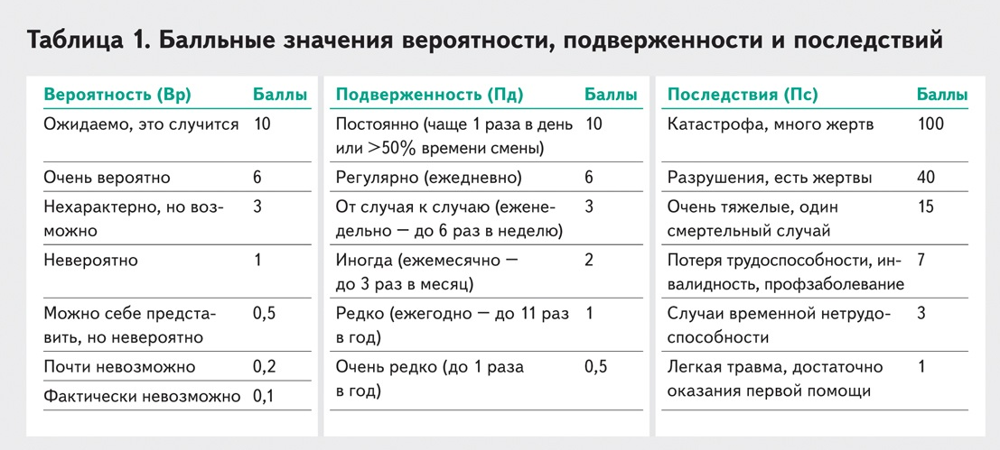 Таблица 1. Балльные значения вероятности, подверженности и последствий
Вероятность (Вр) Баллы
Ожидаемо, это случится 10
Очень вероятно 6
Нехарактерно, но воз- 3
можно
Невероятно 1
Можно себе предста- 0,5
вить, но невероятно
Почти невозможно 0,2
Фактически невозможно 0,1
Подверженность (Пд) Баллы
Постоянно (чаще 1 раза в день 10
или >50% времени смены)
Регулярно (ежедневно) 6
От случая к случаю (ежене- 3
дельно — до 6 раз в неделю)
Иногда (ежемесячно — 2
до 3 раз в месяц)
Редко (ежегодно — до 11 раз 1
в год)
Очень редко (до 1 раза 0,5
в год)
Последствия (Пс) Баллы
Катастрофа, много жертв 100
Разрушения, есть жертвы 40
Очень тяжелые, один 15
смертельный случай
Потеря трудоспособности, ин- 7
валидность, профзаболевание
Случаи временной нетрудо- 3
способности
Легкая травма, достаточно 1
оказания первой помощи